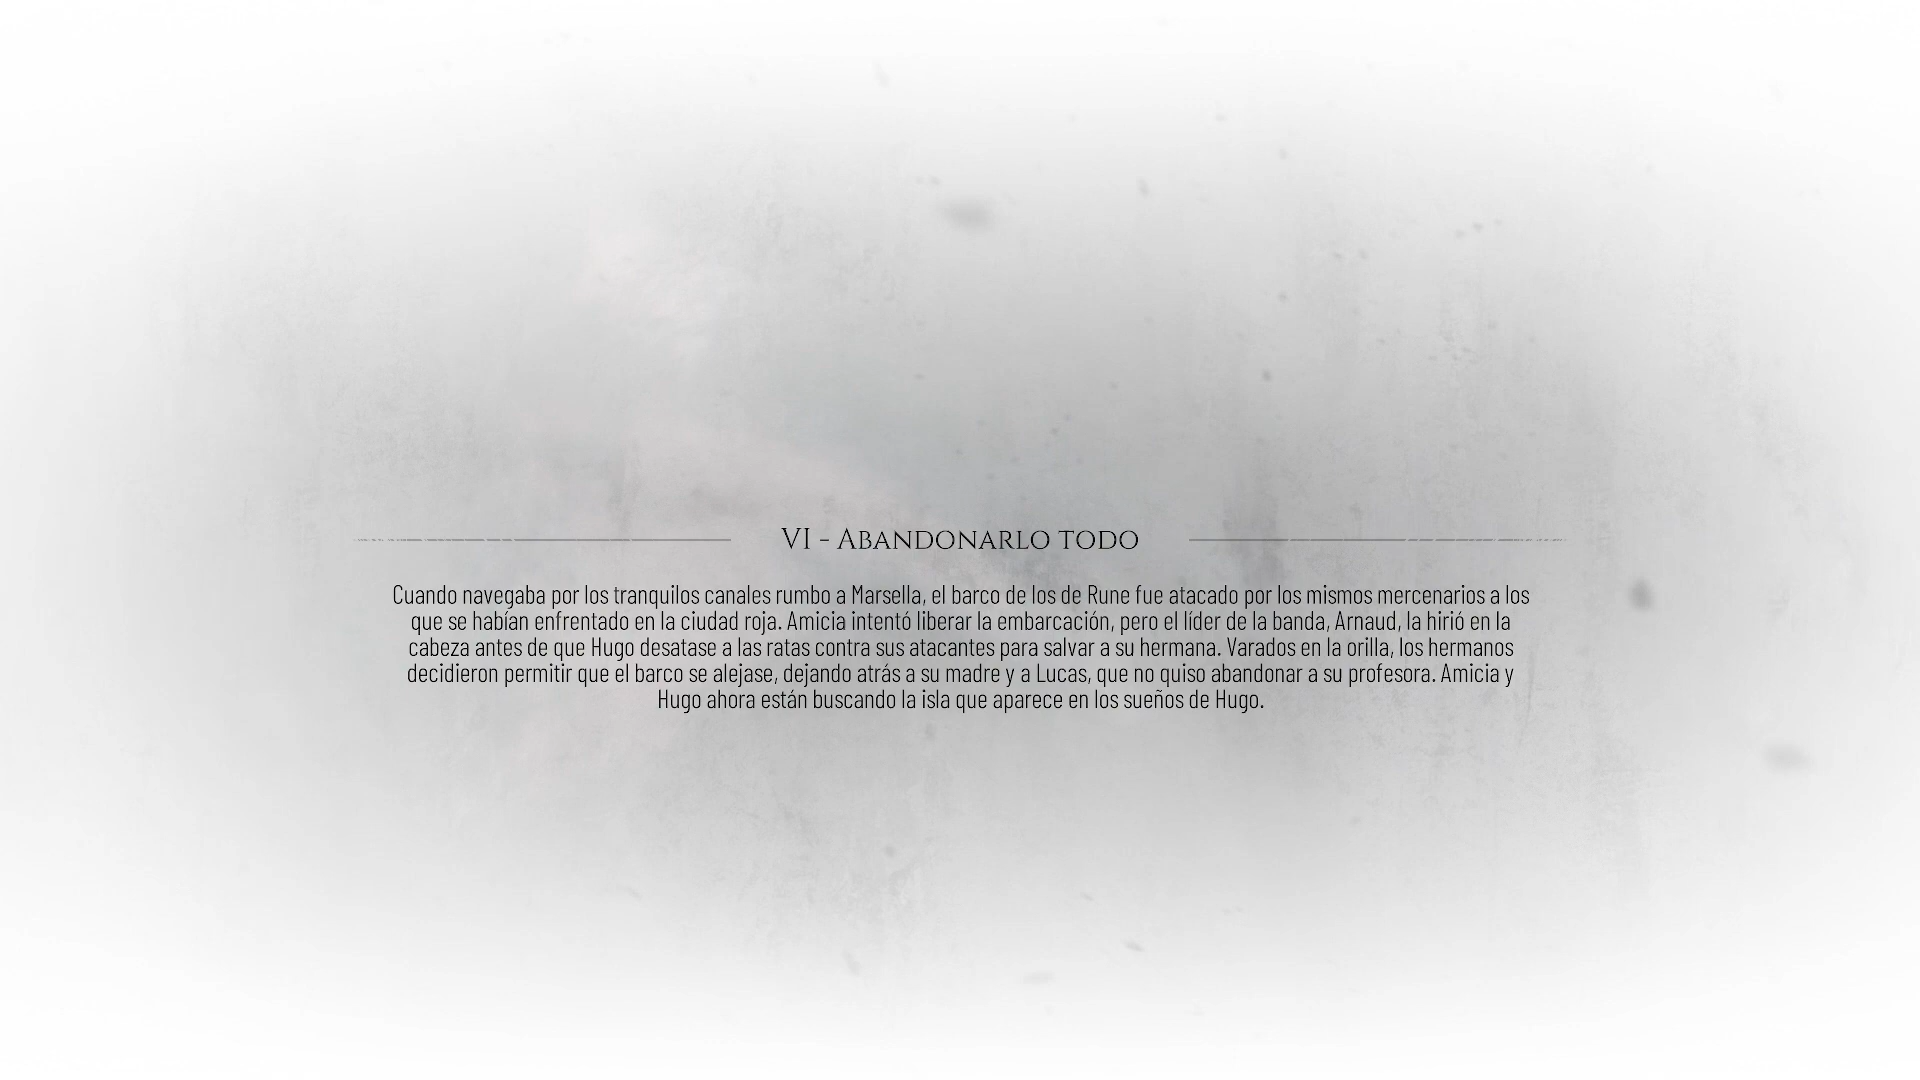 VI - Abandonarlo todo
Cuando navegaba por los tranquilos canales rumbo a Marsella, el barco de los de Rune fue atacado por los mismos mercenarios a los
que se habían enfrentado en la ciudad roja. Amicia intentó liberar la embarcación, pero el líder de la banda, Arnaud, la hirió en la
cabeza antes de que Hugo desatase a las ratas contra sus atacantes para salvar a su hermana. Varados en la orilla, los hermanos
decidieron permitir que el barco se alejase, dejando atrás a su madre y a Lucas, que no quiso abandonar a su profesora. Amicia y
Hugo ahora están buscando la isla que aparece en los sueños de Hugo.